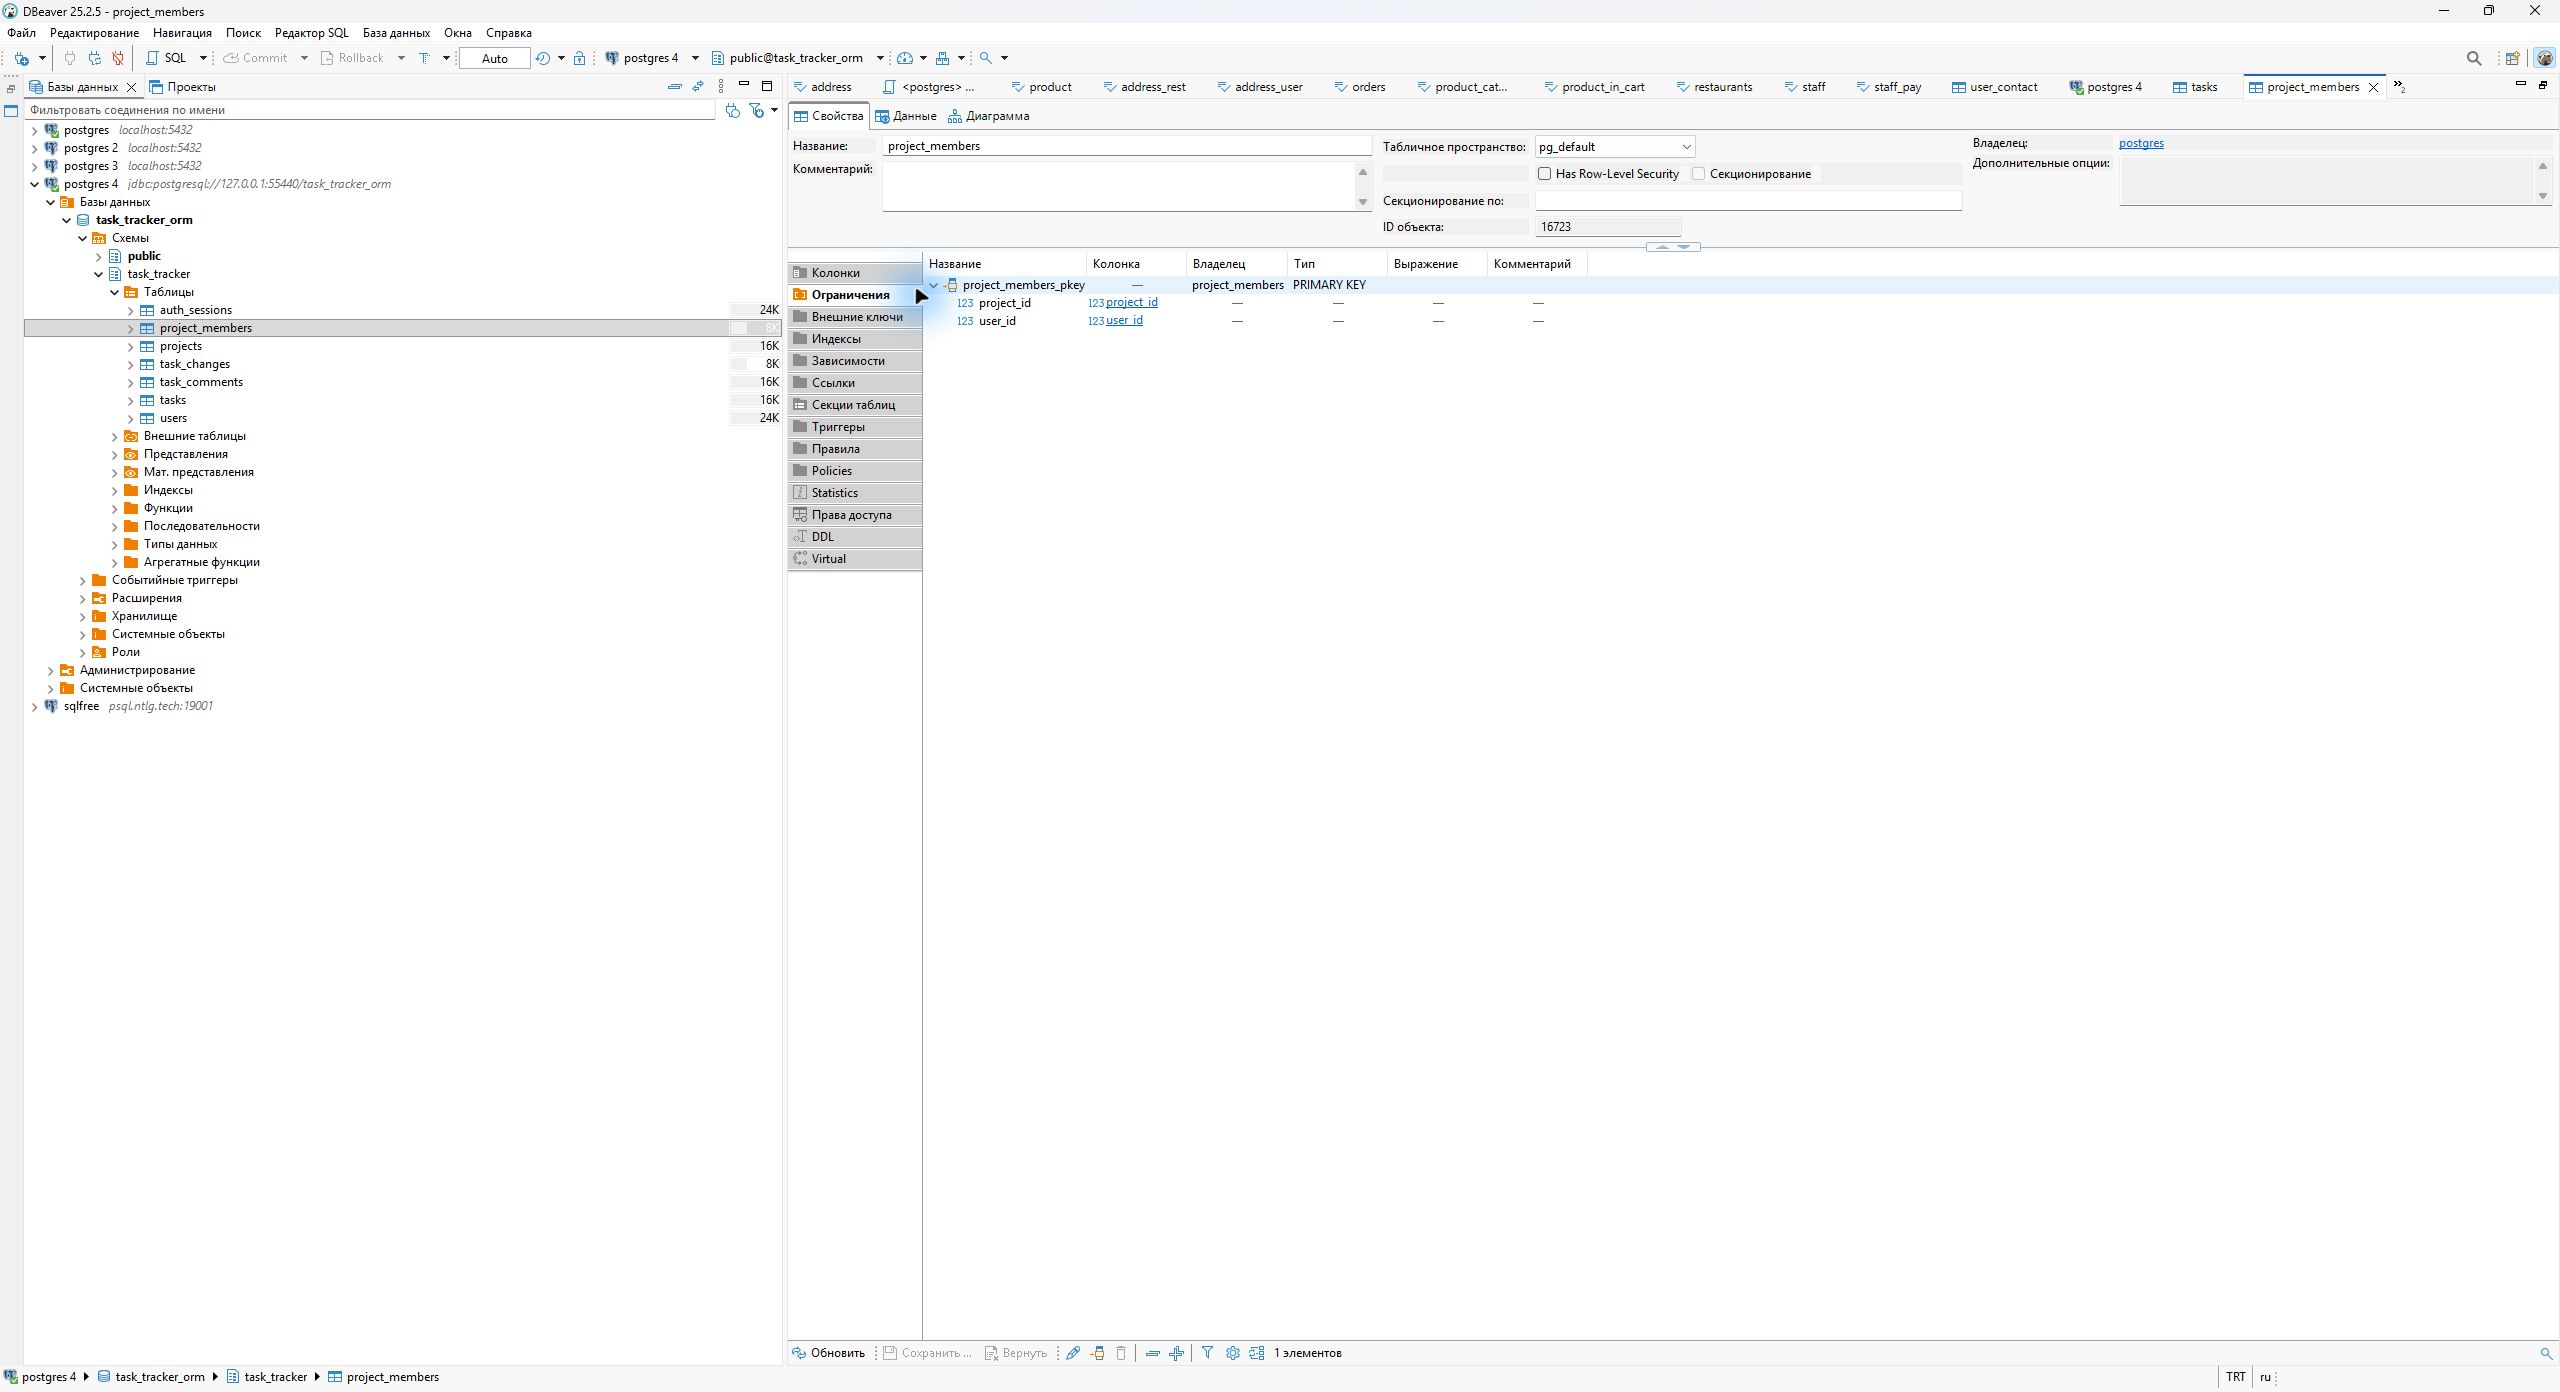 DBeaver 25.2.5 - project_members
Файл Редактирование Навигация Поиск Редактор SQL База данных Окна Справка
SQL Commit Rollback Auto postgres 4 public@task_tracker_orm
Базы данных Проекты
Фильтровать соединения по имени
postgres localhost:5432
postgres 2 localhost:5432
postgres 3 localhost:5432
postgres 4 jdbc:postgresql://127.0.0.1:55440/task_tracker_orm
Базы данных
task_tracker_orm
Схемы
public
task_tracker
Таблицы
auth_sessions 24K
project_members 8K
projects 16K
task_changes 8K
task_comments 16K
tasks 16K
users 24K
Внешние таблицы
Представления
Мат. представления
Индексы
Функции
Последовательности
Типы данных
Агрегатные функции
Событийные триггеры
Расширения
Хранилище
Системные объекты
Роли
Администрирование
Системные объекты
sqlfree psql.ntlg.tech:19001
address <postgres> ... product address_rest address_user orders product_cat... product_in_cart restaurants staff staff_pay user_contact postgres 4 tasks project_members »2
Свойства Данные Диаграмма
Название: project_members
Комментарий:
Табличное пространство: pg_default
Has Row-Level Security Секционирование
Секционирование по:
ID объекта: 16723
Владелец: postgres
Дополнительные опции:
Колонки
Ограничения
Внешние ключи
Индексы
Зависимости
Ссылки
Секции таблиц
Триггеры
Правила
Policies
Statistics
Права доступа
DDL
Virtual
Название Колонка Владелец Тип Выражение Комментарий
project_members_pkey — project_members PRIMARY KEY
123 project_id 123 project_id — — — —
123 user_id 123 user_id — — — —
Обновить Сохранить ... Вернуть 1 элементов
postgres 4 task_tracker_orm task_tracker project_members
TRT ru